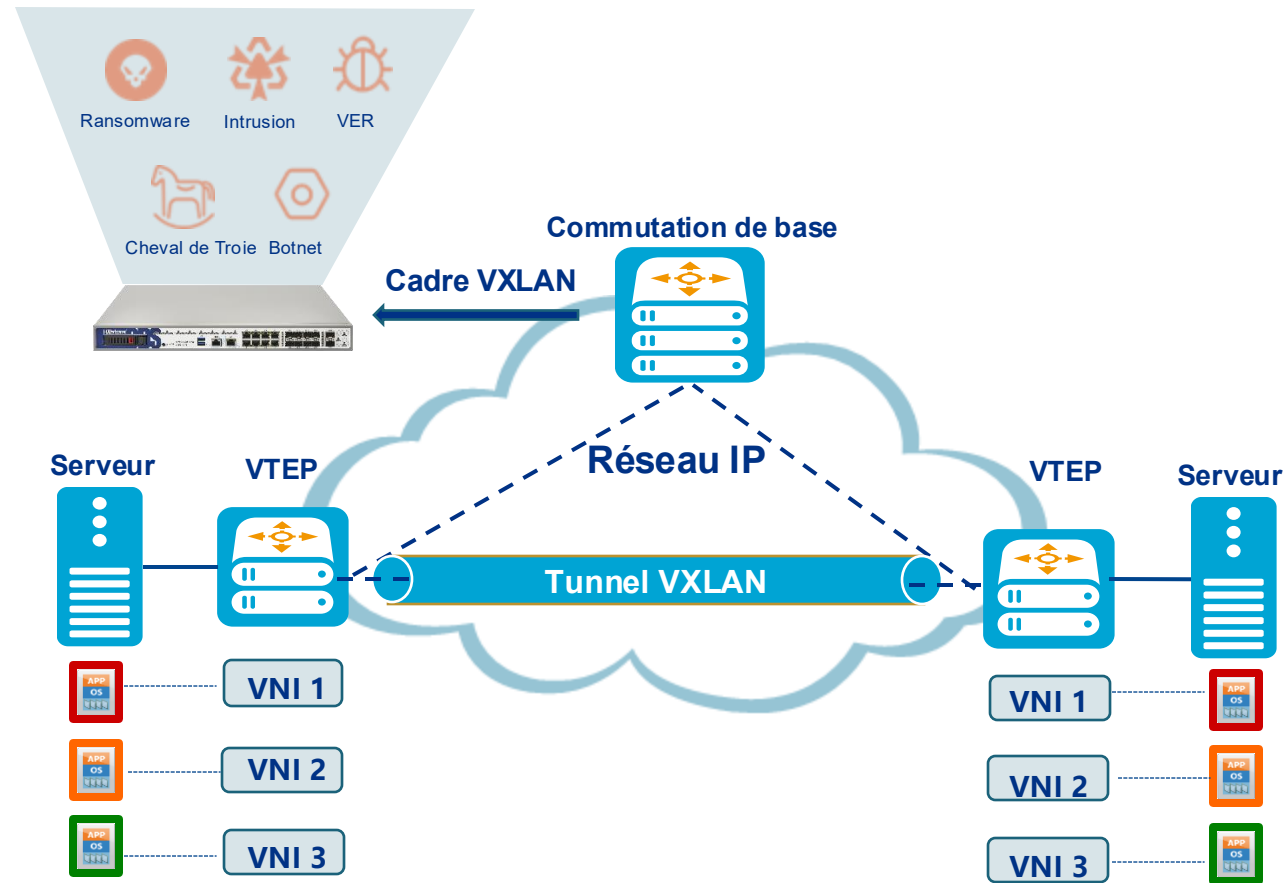 Ransomware
Intrusion
VER
Cheval de Troie
Botnet
Commutation de base
Cadre VXLAN
Réseau IP
Serveur
VTEP
VTEP
Serveur
Tunnel VXLAN
APP
OS
VNI 1
VNI 1
APP
OS
APP
OS
VNI 2
VNI 2
APP
OS
APP
OS
VNI 3
VNI 3
APP
OS